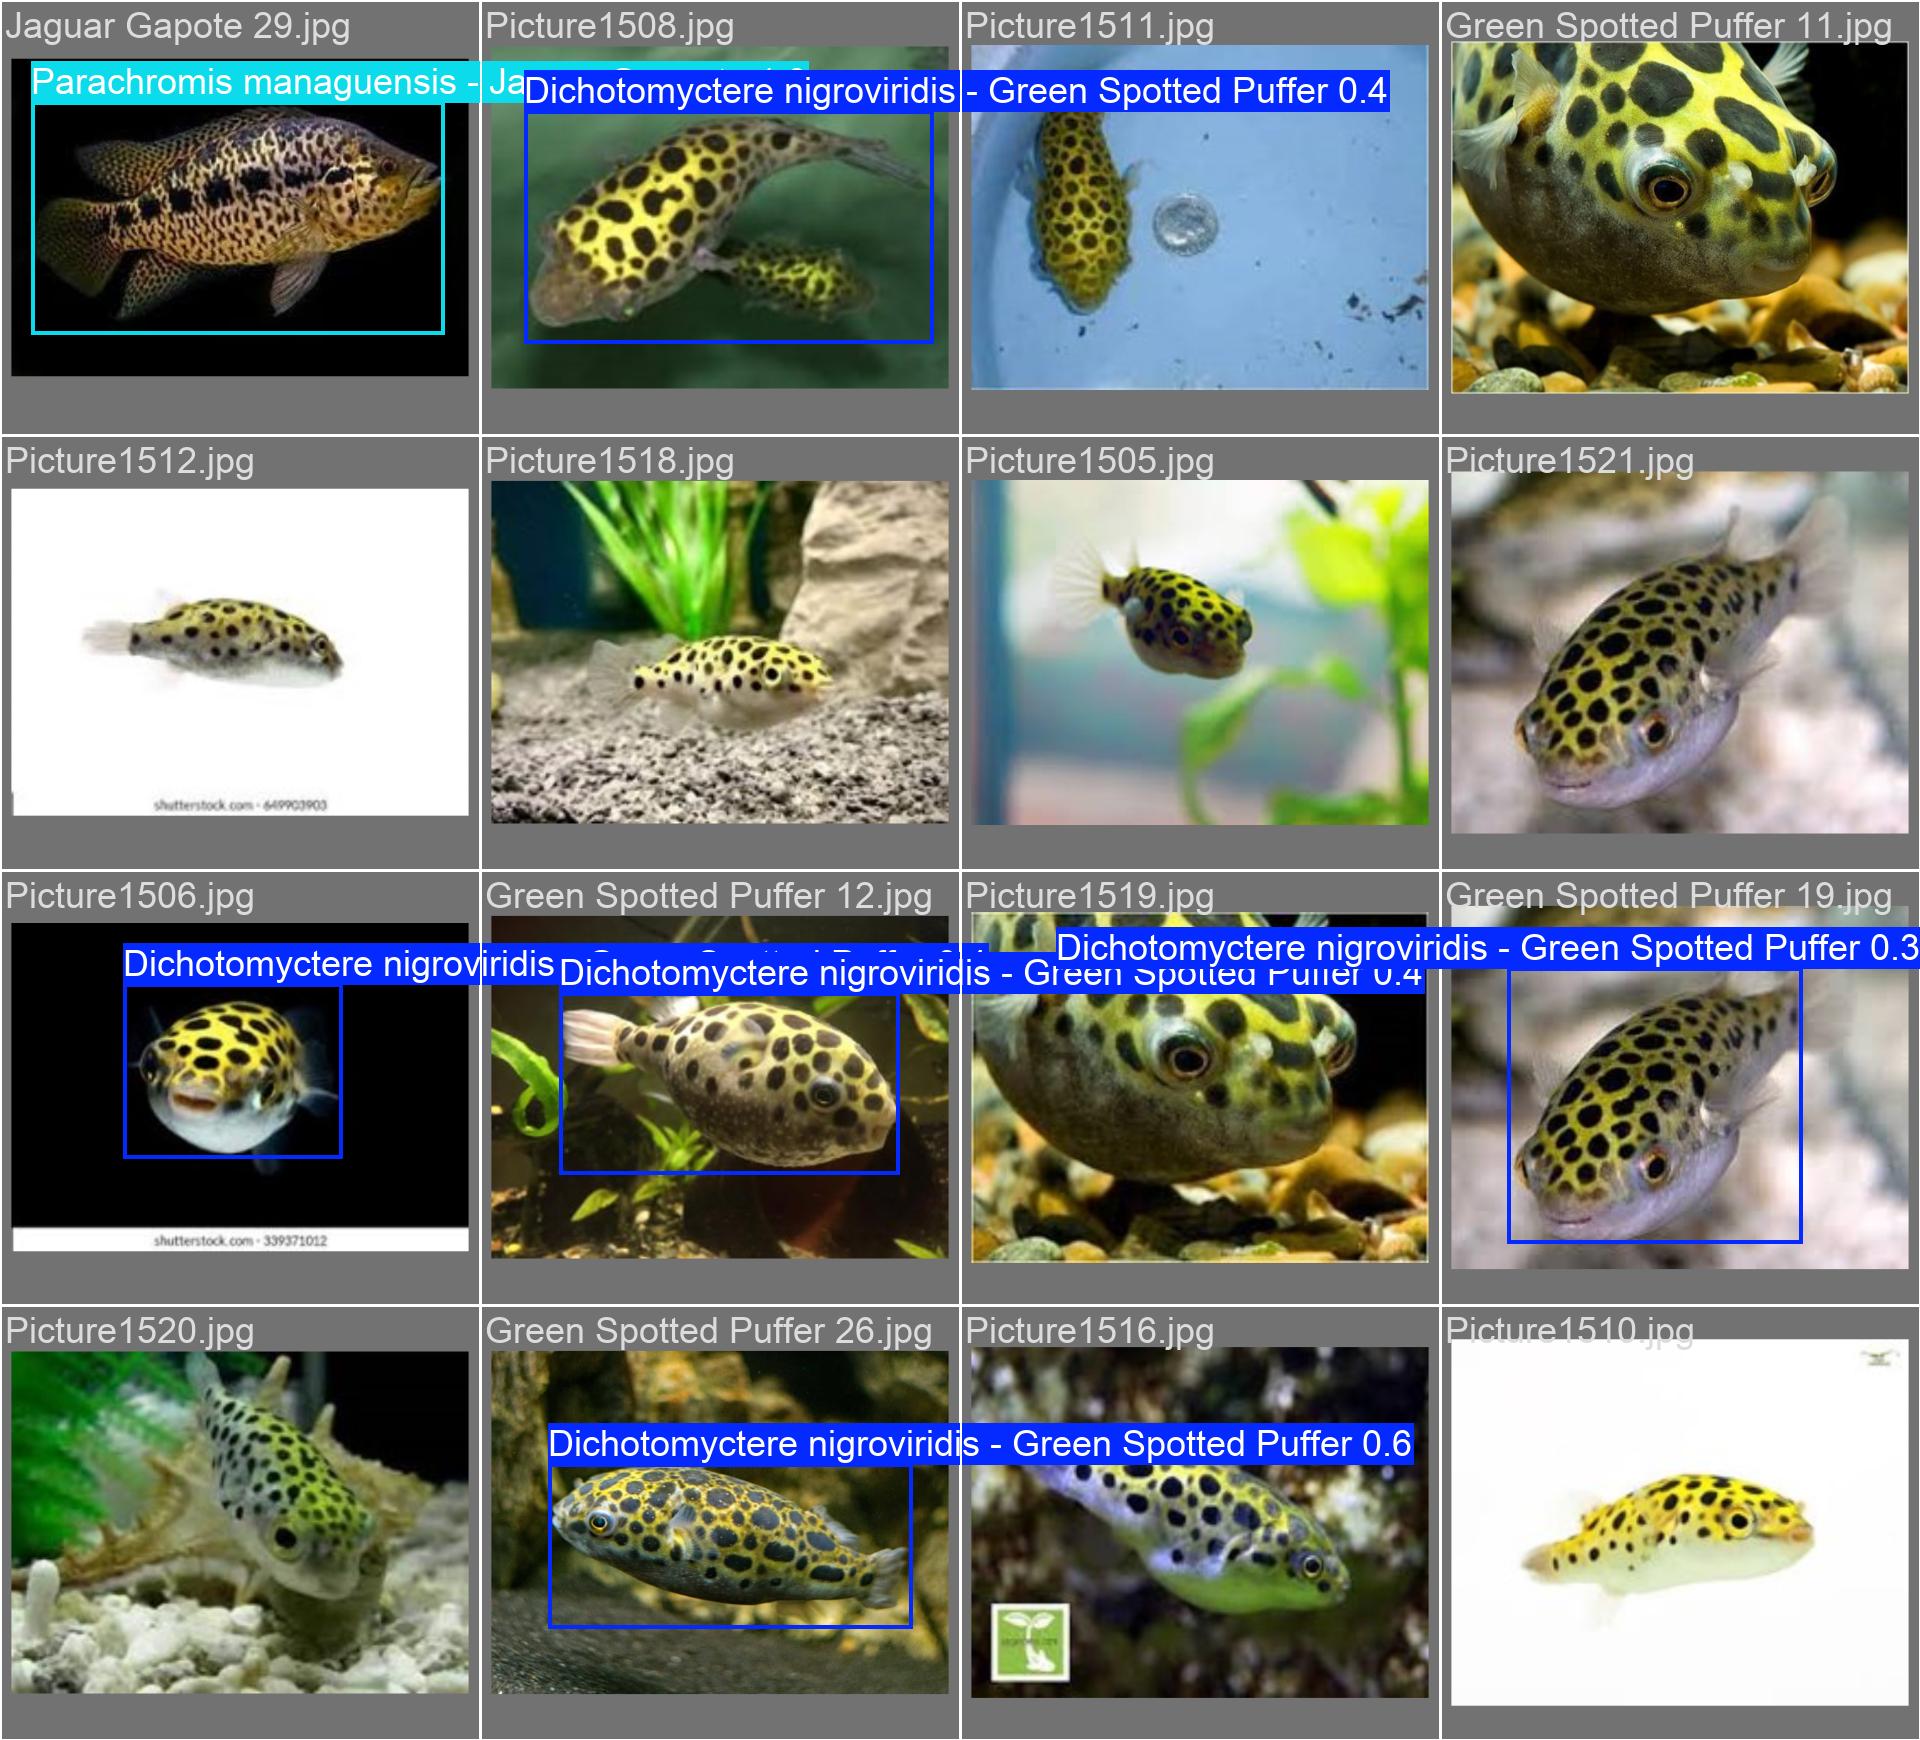 Jaguar Gapote 29.jpg
Picture1508.jpg
Picture1511.jpg
Green Spotted Puffer 11.jpg
Parachromis managuensis - Ja
Dichotomyctere nigroviridis - Green Spotted Puffer 0.4
Picture1512.jpg
Picture1518.jpg
Picture1505.jpg
Picture1521.jpg
shutterstock.com · 649903903
Picture1506.jpg
Green Spotted Puffer 12.jpg
Picture1519.jpg
Green Spotted Puffer 19.jpg
Dichotomyctere nigroviridis
Dichotomyctere nigroviridis - Green Spotted Puffer 0.4
Dichotomyctere nigroviridis - Green Spotted Puffer 0.3
shutterstock.com · 339371012
Picture1520.jpg
Green Spotted Puffer 26.jpg
Picture1516.jpg
Picture1510.jpg
Dichotomyctere nigroviridis - Green Spotted Puffer 0.6